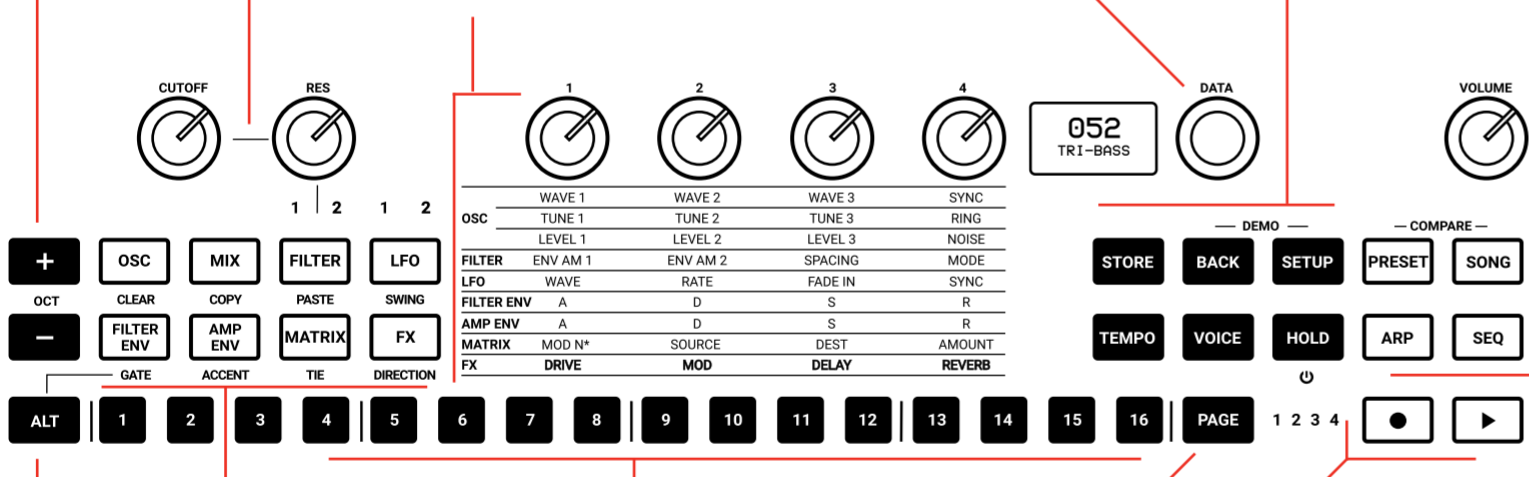 CUTOFF RES 1 2 3 4 DATA VOLUME
052
TRI-BASS
1 2 1 2
OSC WAVE 1 WAVE 2 WAVE 3 SYNC
TUNE 1 TUNE 2 TUNE 3 RING
LEVEL 1 LEVEL 2 LEVEL 3 NOISE
FILTER ENV AM 1 ENV AM 2 SPACING MODE
LFO WAVE RATE FADE IN SYNC
FILTER ENV A D S R
AMP ENV A D S R
MATRIX MOD N* SOURCE DEST AMOUNT
FX DRIVE MOD DELAY REVERB
DEMO COMPARE
+ OSC MIX FILTER LFO
STORE BACK SETUP PRESET SONG
OCT CLEAR COPY PASTE SWING
− FILTER ENV AMP ENV MATRIX FX
TEMPO VOICE HOLD ARP SEQ
GATE ACCENT TIE DIRECTION
ALT 1 2 3 4 5 6 7 8 9 10 11 12 13 14 15 16 PAGE 1 2 3 4